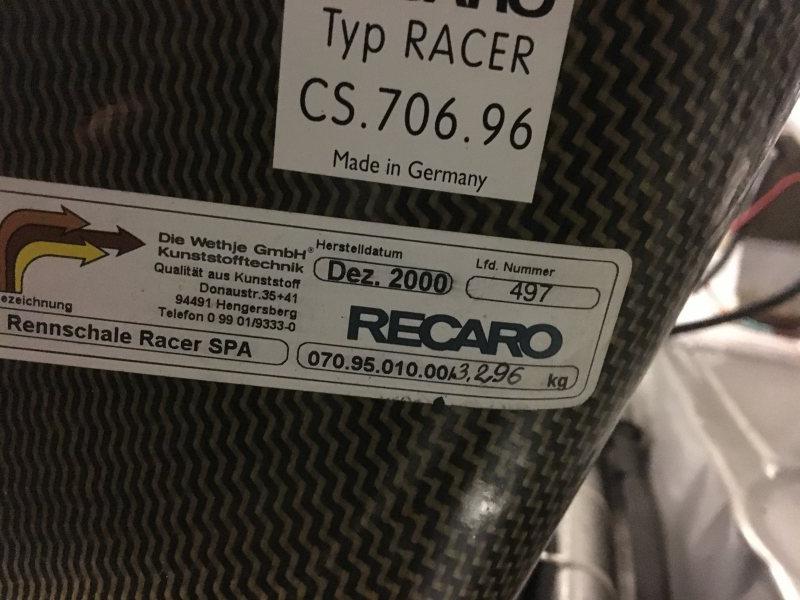 Typ RACER
CS.706.96
Made in Germany
Die Wethje GmbH®
Kunststofftechnik
Qualität aus Kunststoff
Donaustr.35+41
94491 Hengersberg
Telefon 0 99 01/9333-0
Herstelldatum
Dez. 2000
Lfd. Nummer
497
RECARO
Rennschale Racer SPA
070.95.010.00
3,296 kg